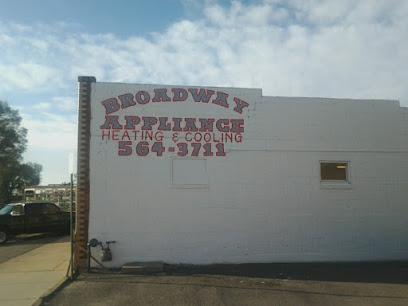 BROADWAY
APPLIANCE
HEATING & COOLING
564-3711